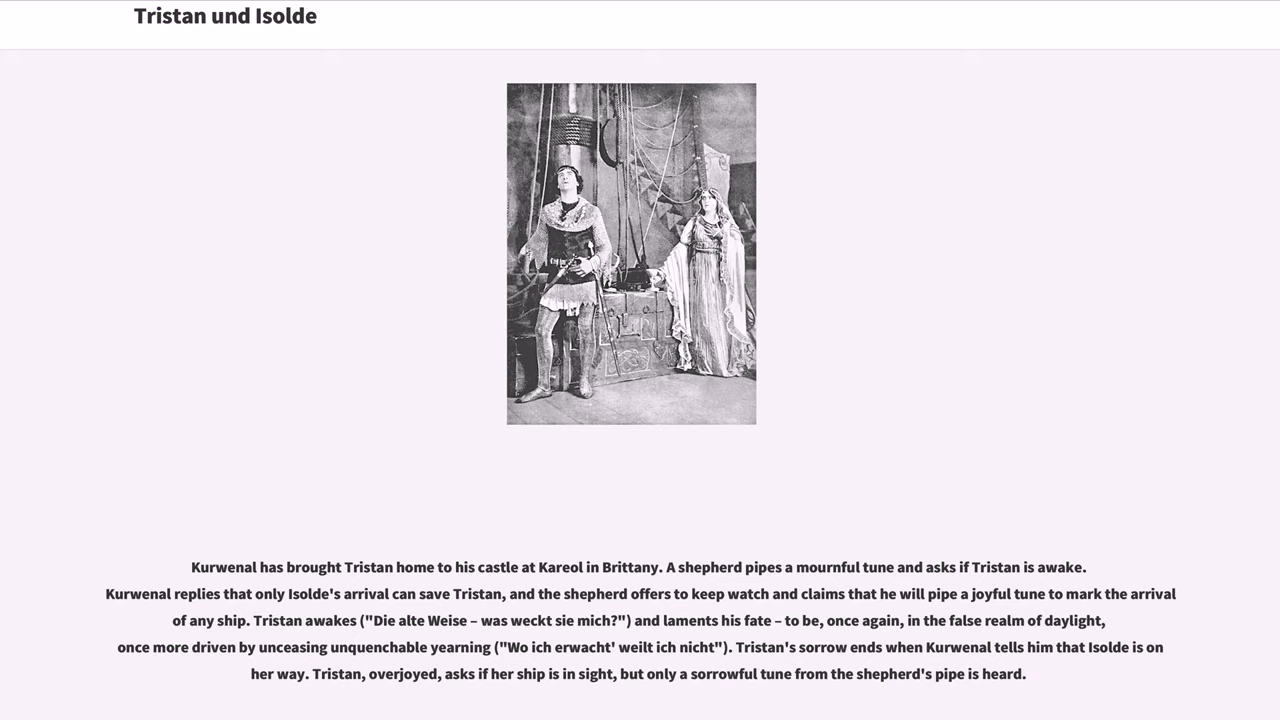 Tristan und Isolde
Kurwenal has brought Tristan home to his castle at Kareol in Brittany. A shepherd pipes a mournful tune and asks if Tristan is awake.
Kurwenal replies that only Isolde's arrival can save Tristan, and the shepherd offers to keep watch and claims that he will pipe a joyful tune to mark the arrival
of any ship. Tristan awakes ("Die alte Weise – was weckt sie mich?") and laments his fate – to be, once again, in the false realm of daylight,
once more driven by unceasing unquenchable yearning ("Wo ich erwacht' weilt ich nicht"). Tristan's sorrow ends when Kurwenal tells him that Isolde is on
her way. Tristan, overjoyed, asks if her ship is in sight, but only a sorrowful tune from the shepherd's pipe is heard.